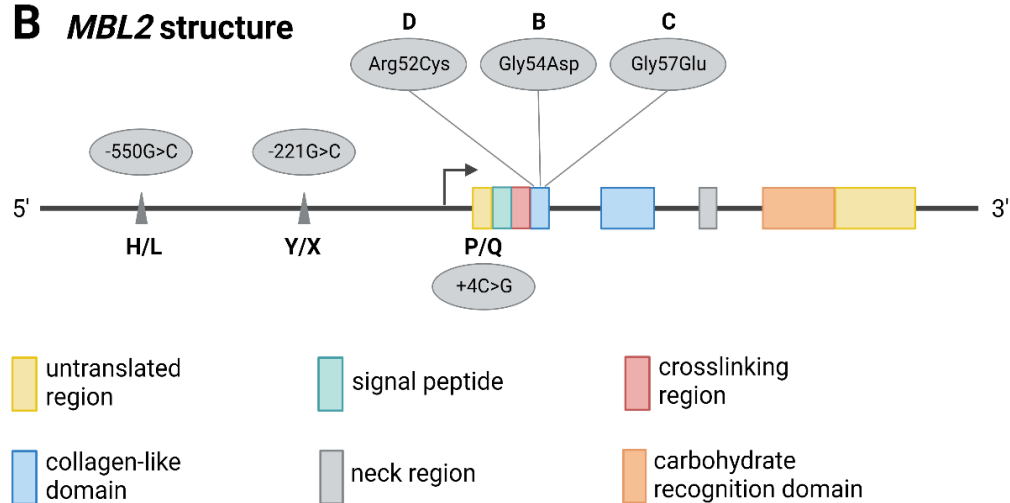 B MBL2 structure
D B C
Arg52Cys Gly54Asp Gly57Glu
-550G>C -221G>C
5' 3'
H/L Y/X P/Q
+4C>G
untranslated
region
signal peptide
crosslinking
region
collagen-like
domain
neck region
carbohydrate
recognition domain